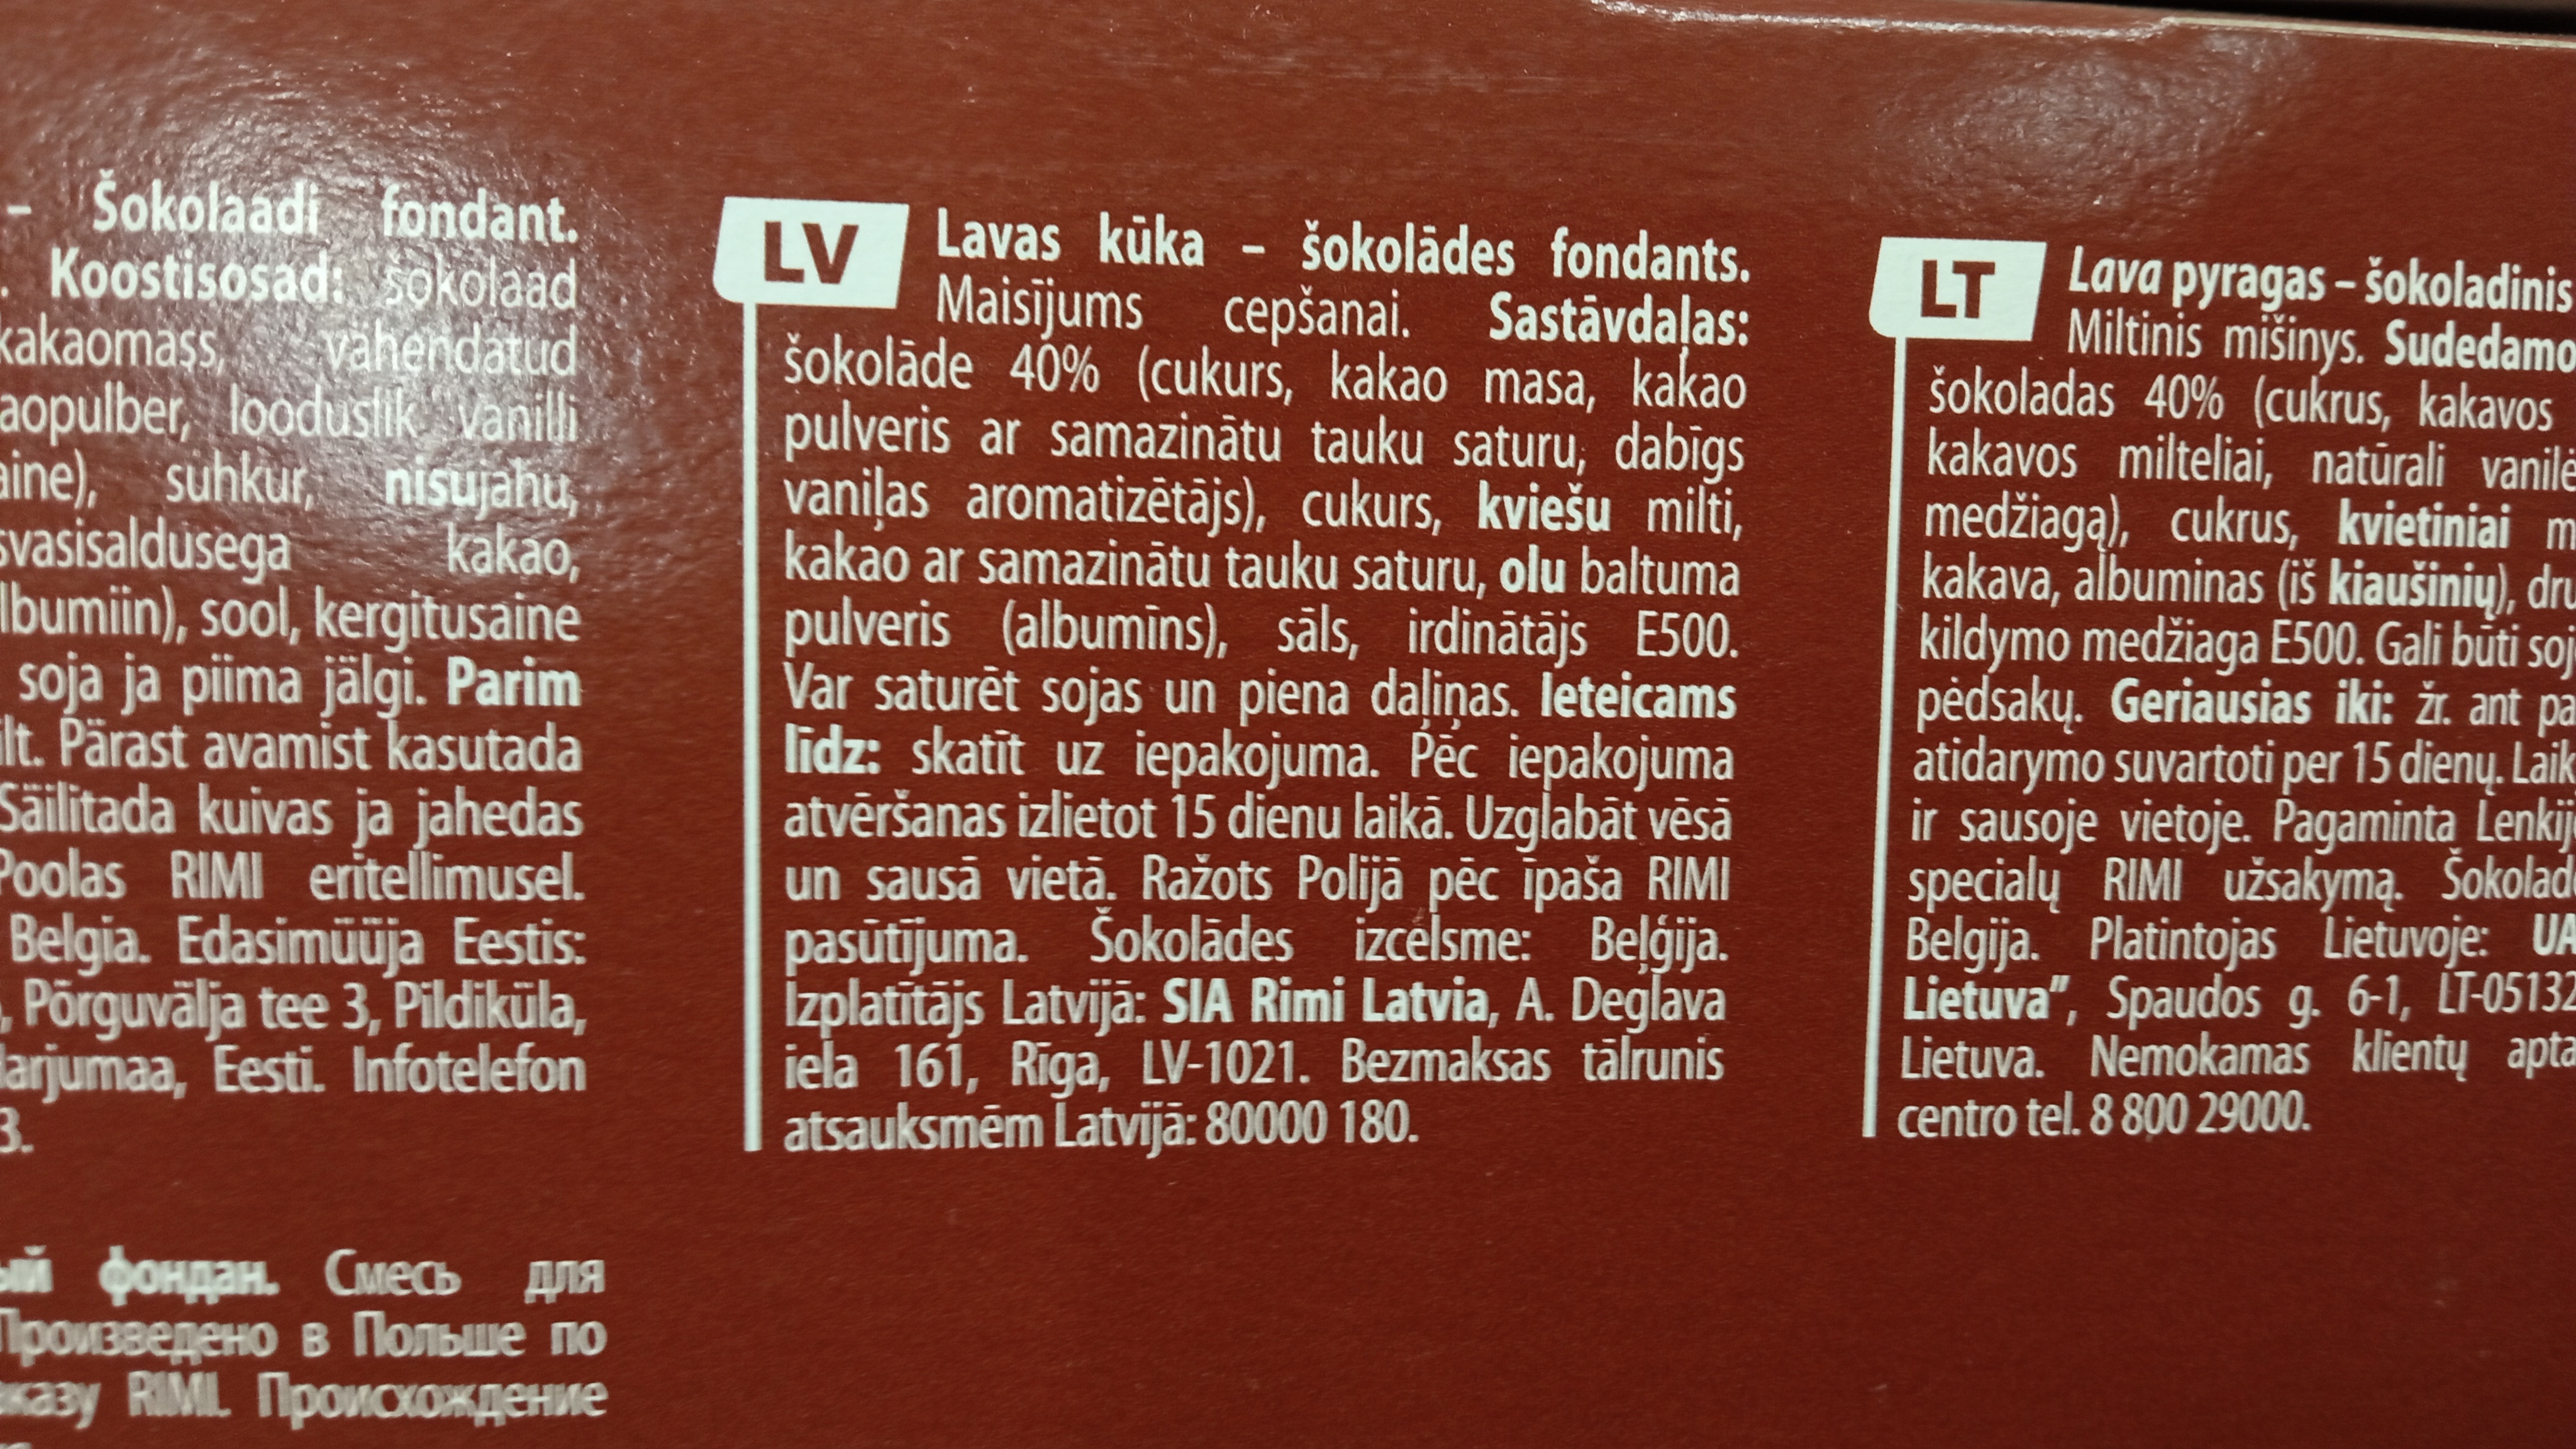 – Šokolaadi fondant.
. Koostisosad: šokolaad
kakaomass, vähendatud
aopulber, looduslik vanilli
aine), suhkur, nisujahu,
svasisaldusega kakao,
lbumiin), sool, kergitusaine
soja ja piima jälgi. Parim
ilt. Pärast avamist kasutada
Säilitada kuivas ja jahedas
Poolas RIMI eritellimusel.
Belgia. Edasimüüja Eestis:
, Põrguvälja tee 3, Pildiküla,
Harjumaa, Eesti. Infotelefon
3.
ый фондан. Смесь для
Произведено в Польше по
заказу RIMI. Происхождение
LV Lavas kūka – šokolādes fondants.
Maisījums cepšanai. Sastāvdaļas:
šokolāde 40% (cukurs, kakao masa, kakao
pulveris ar samazinātu tauku saturu, dabīgs
vaniļas aromatizētājs), cukurs, kviešu milti,
kakao ar samazinātu tauku saturu, olu baltuma
pulveris (albumīns), sāls, irdinātājs E500.
Var saturēt sojas un piena daļiņas. Ieteicams
līdz: skatīt uz iepakojuma. Pēc iepakojuma
atvēršanas izlietot 15 dienu laikā. Uzglabāt vēsā
un sausā vietā. Ražots Polijā pēc īpaša RIMI
pasūtījuma. Šokolādes izcelsme: Beļģija.
Izplatītājs Latvijā: SIA Rimi Latvia, A. Deglava
iela 161, Rīga, LV-1021. Bezmaksas tālrunis
atsauksmēm Latvijā: 80000 180.
LT Lava pyragas – šokoladinis
Miltinis mišinys. Sudedamo
šokoladas 40% (cukrus, kakavos
kakavos milteliai, natūrali vanilė
medžiagą), cukrus, kvietiniai m
kakava, albuminas (iš kiaušinių), dru
kildymo medžiaga E500. Gali būti soj
pėdsakų. Geriausias iki: žr. ant pa
atidarymo suvartoti per 15 dienų. Laik
ir sausoje vietoje. Pagaminta Lenkij
specialų RIMI užsakymą. Šokolad
Belgija. Platintojas Lietuvoje: UA
Lietuva", Spaudos g. 6-1, LT-05132
Lietuva. Nemokamas klientų apta
centro tel. 8 800 29000.